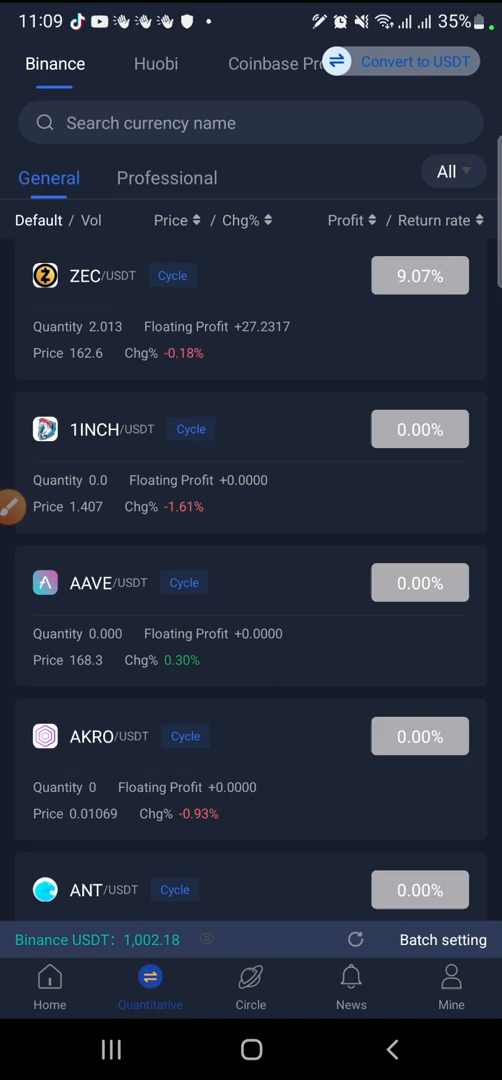 11:09 35%
Binance Huobi Coinbase Pr Convert to USDT
Search currency name
General Professional All
Default / Vol Price / Chg% Profit / Return rate
ZEC/USDT Cycle 9.07%
Quantity 2.013 Floating Profit +27.2317
Price 162.6 Chg% -0.18%
1INCH/USDT Cycle 0.00%
Quantity 0.0 Floating Profit +0.0000
Price 1.407 Chg% -1.61%
AAVE/USDT Cycle 0.00%
Quantity 0.000 Floating Profit +0.0000
Price 168.3 Chg% 0.30%
AKRO/USDT Cycle 0.00%
Quantity 0 Floating Profit +0.0000
Price 0.01069 Chg% -0.93%
ANT/USDT Cycle 0.00%
Binance USDT: 1,002.18 Batch setting
Home Quantitative Circle News Mine